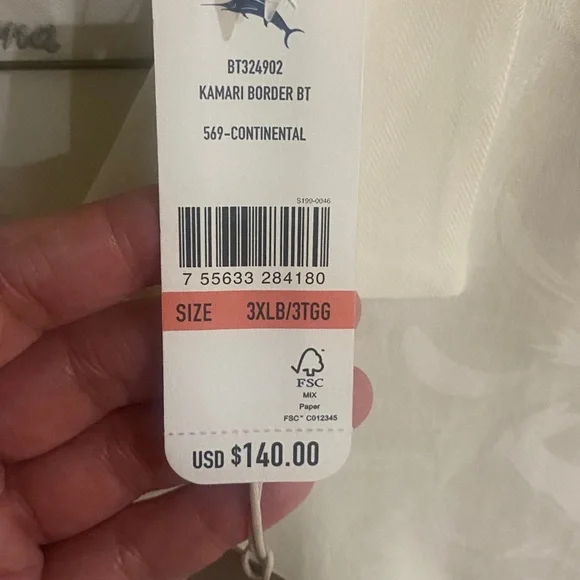 BT324902
KAMARI BORDER BT
569-CONTINENTAL
S199-0046
7 55633 284180
SIZE 3XLB/3TGG
FSC
MIX
Paper
FSC™ C012345
USD $140.00